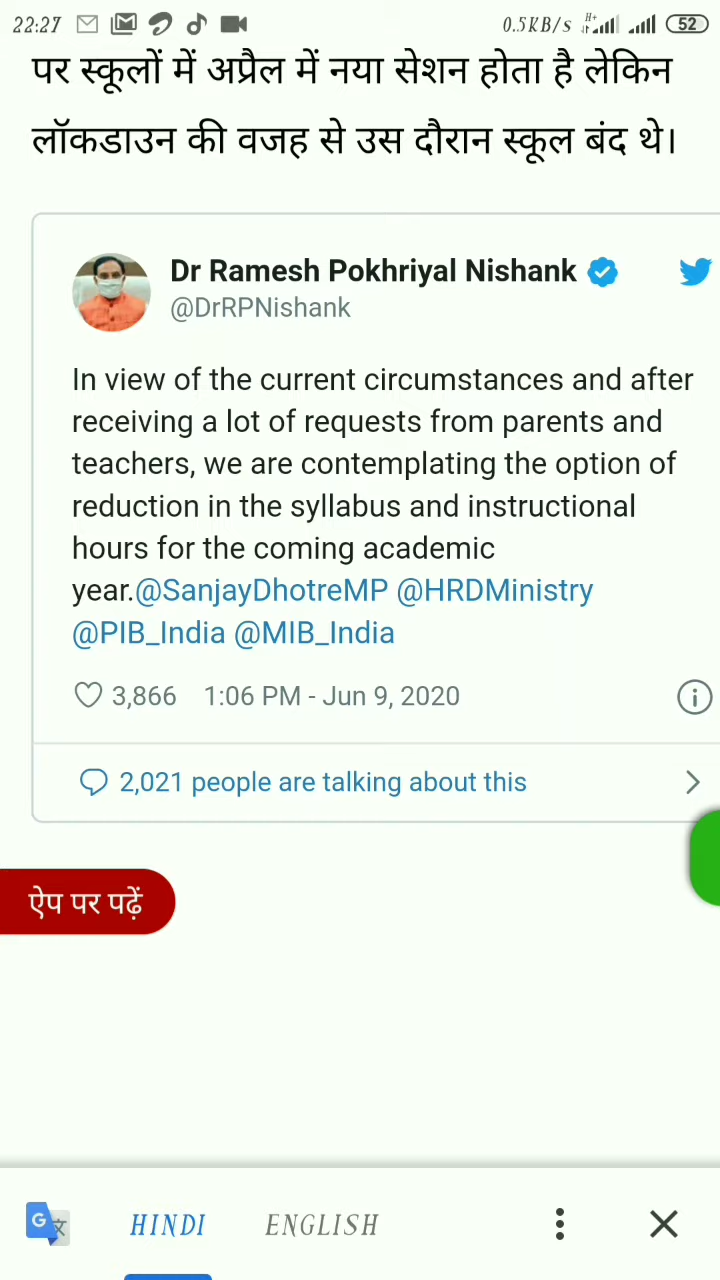 22:27 0.5KB/s H+ 52
पर स्कूलों में अप्रैल में नया सेशन होता है लेकिन
लॉकडाउन की वजह से उस दौरान स्कूल बंद थे।
Dr Ramesh Pokhriyal Nishank
@DrRPNishank
In view of the current circumstances and after
receiving a lot of requests from parents and
teachers, we are contemplating the option of
reduction in the syllabus and instructional
hours for the coming academic
year.@SanjayDhotreMP @HRDMinistry
@PIB_India @MIB_India
3,866 1:06 PM - Jun 9, 2020
2,021 people are talking about this
ऐप पर पढ़ें
G 文 HINDI ENGLISH